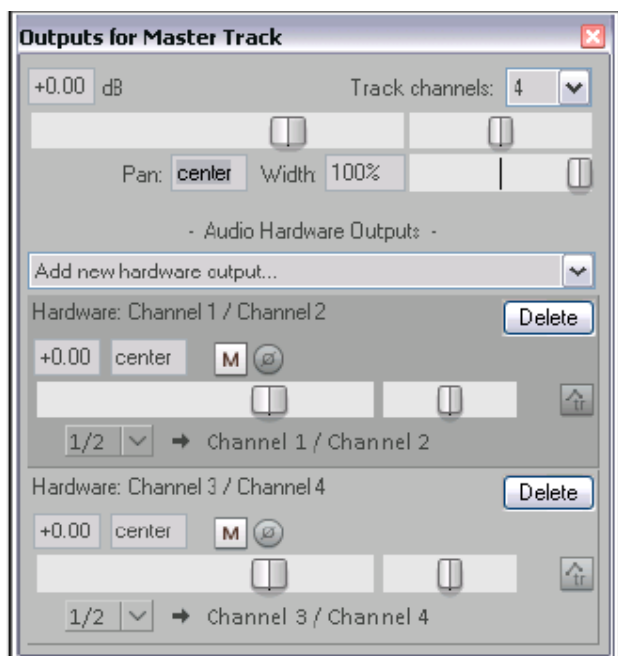 Outputs for Master Track
+0.00 dB Track channels: 4
Pan: center Width: 100%
- Audio Hardware Outputs -
Add new hardware output...
Hardware: Channel 1 / Channel 2 Delete
+0.00 center M ø
tr
1/2 → Channel 1 / Channel 2
Hardware: Channel 3 / Channel 4 Delete
+0.00 center M ø
tr
1/2 → Channel 3 / Channel 4